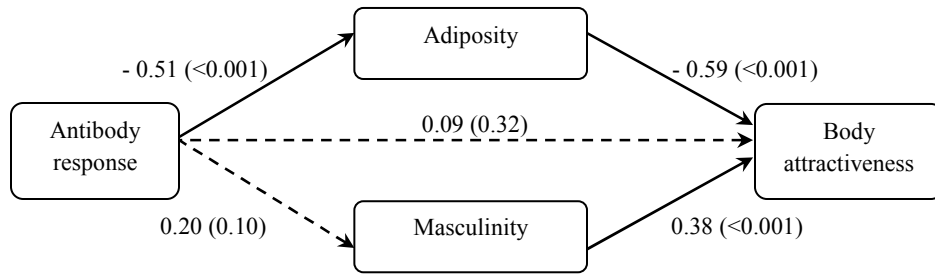 Adiposity
- 0.51 (<0.001)
- 0.59 (<0.001)
Antibody
response
0.09 (0.32)
Body
attractiveness
0.20 (0.10)
Masculinity
0.38 (<0.001)